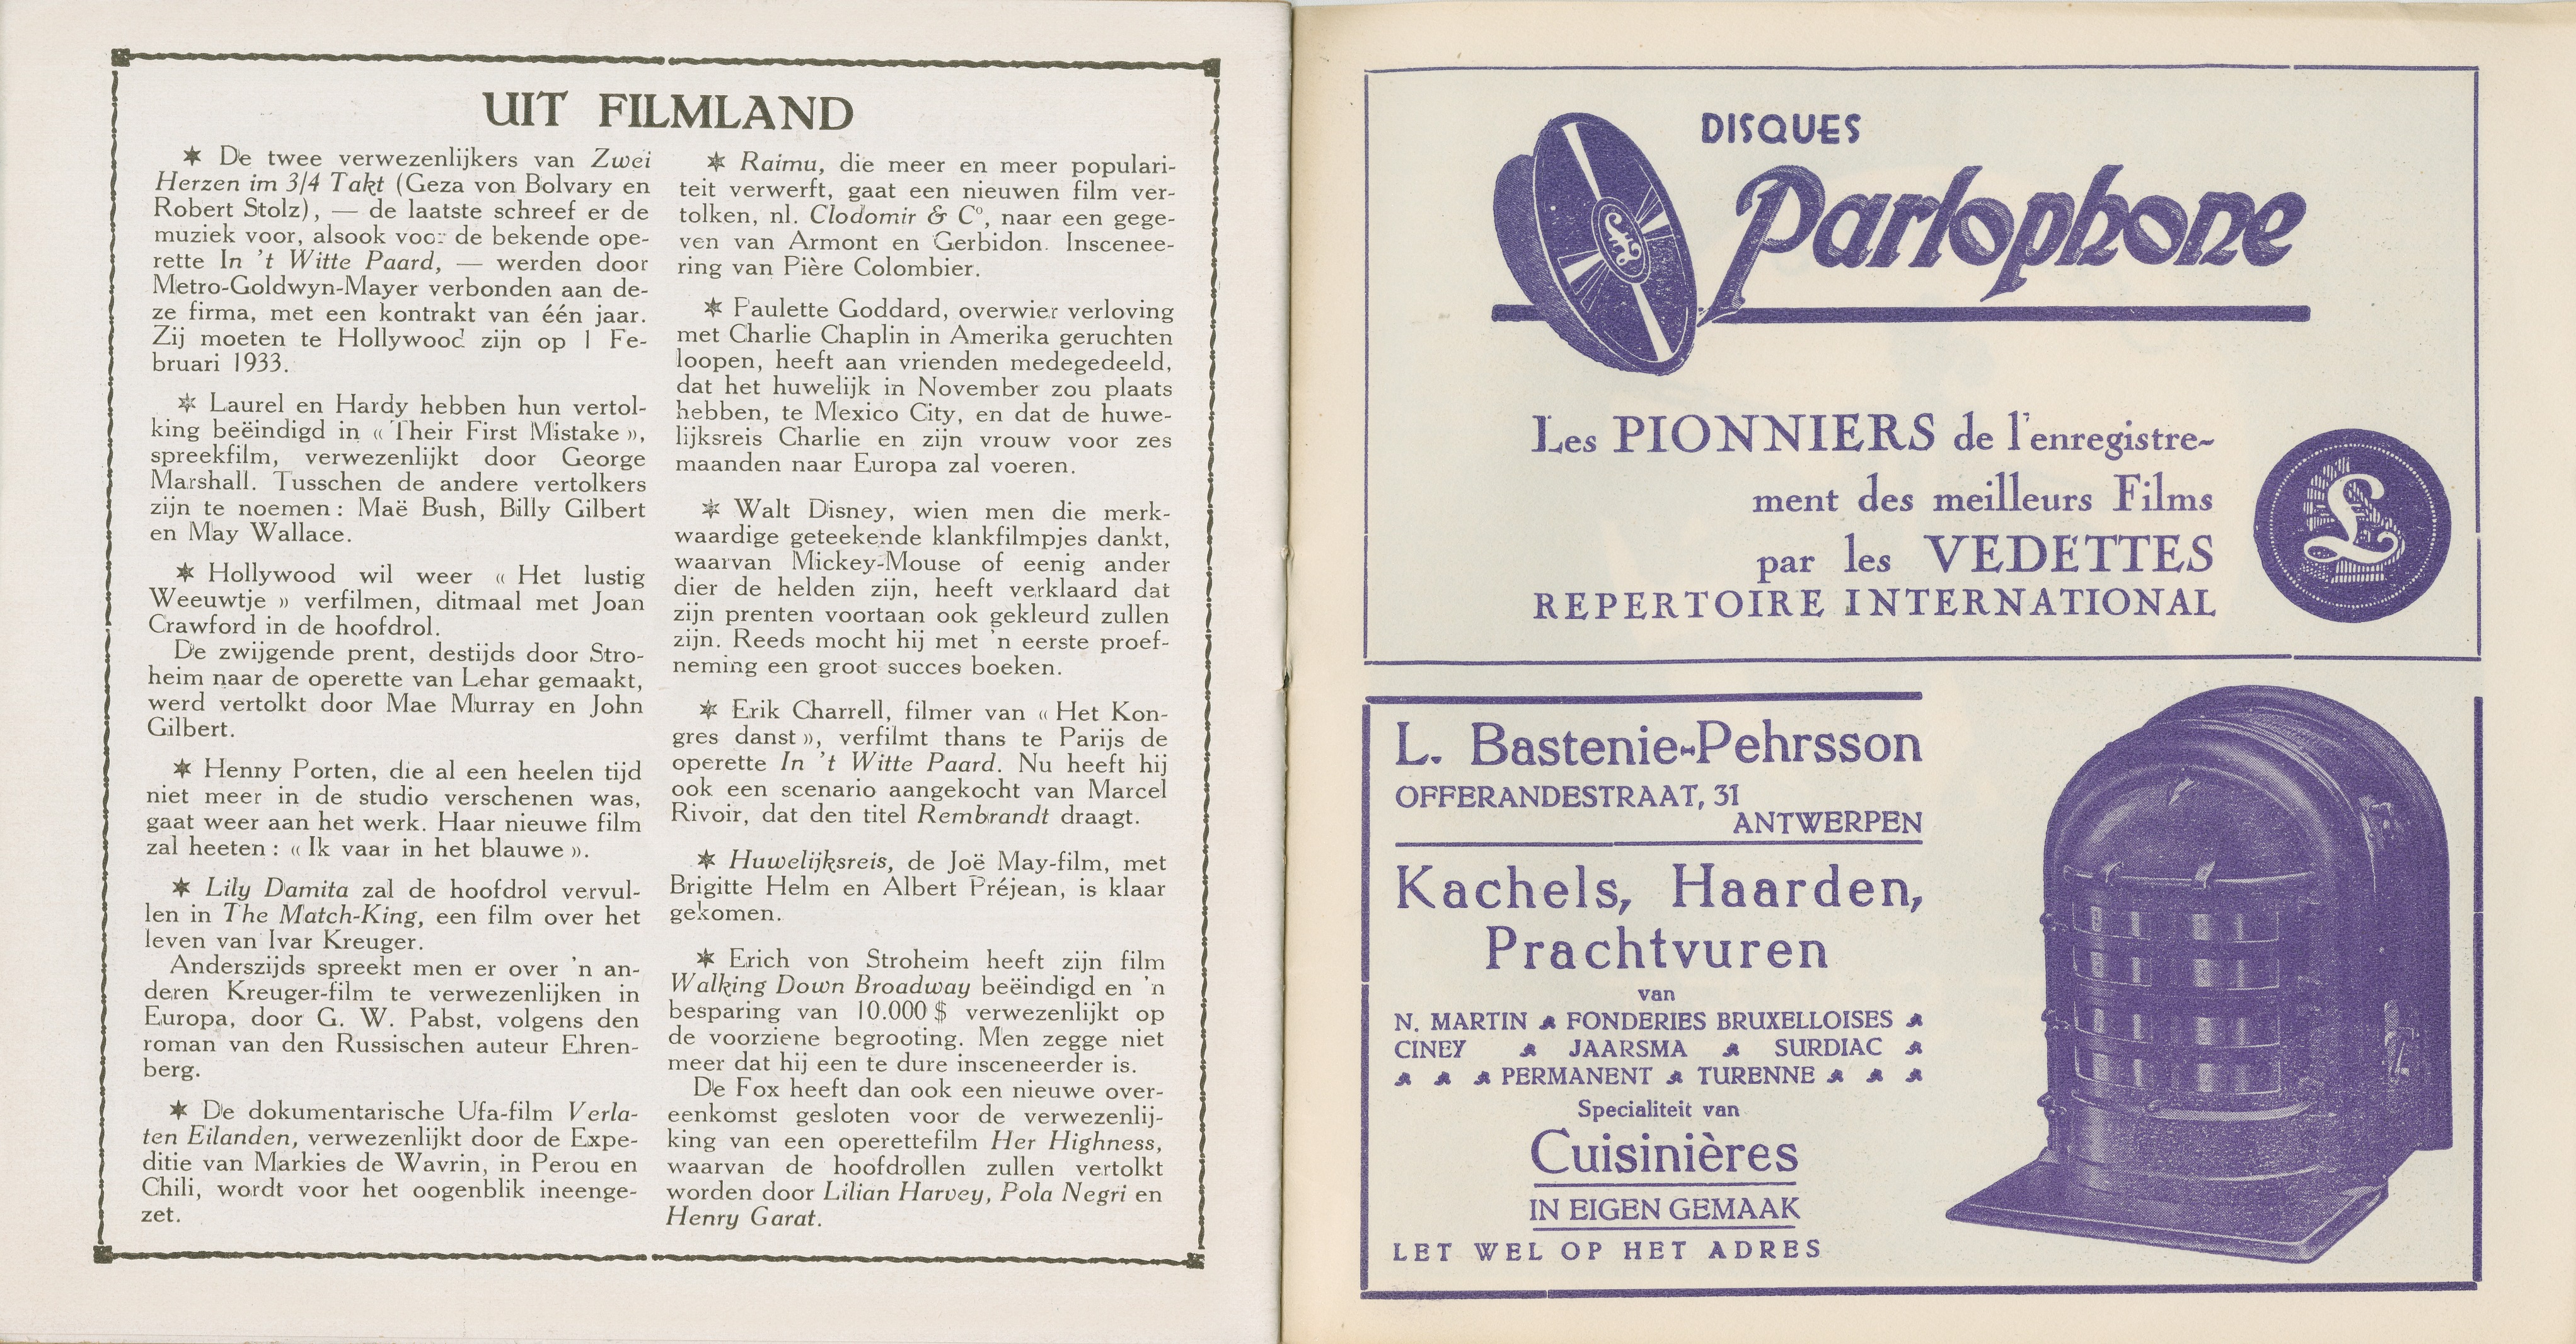 UIT FILMLAND
✶ De twee verwezenlijkers van Zwei
Herzen im 3/4 Takt (Geza von Bolvary en
Robert Stolz), — de laatste schreef er de
muziek voor, alsook voor de bekende ope-
rette In 't Witte Paard, — werden door
Metro-Goldwyn-Mayer verbonden aan de-
ze firma, met een kontrakt van één jaar.
Zij moeten te Hollywood zijn op 1 Fe-
bruari 1933.
✶ Laurel en Hardy hebben hun vertol-
king beëindigd in « Their First Mistake »,
spreekfilm, verwezenlijkt door George
Marshall. Tusschen de andere vertolkers
zijn te noemen : Maë Bush, Billy Gilbert
en May Wallace.
✶ Hollywood wil weer « Het lustig
Weeuwtje » verfilmen, ditmaal met Joan
Crawford in de hoofdrol.
De zwijgende prent, destijds door Stro-
heim naar de operette van Lehar gemaakt,
werd vertolkt door Mae Murray en John
Gilbert.
✶ Henny Porten, die al een heelen tijd
niet meer in de studio verschenen was,
gaat weer aan het werk. Haar nieuwe film
zal heeten : « Ik vaar in het blauwe ».
✶ Lily Damita zal de hoofdrol vervul-
len in The Match-King, een film over het
leven van Ivar Kreuger.
Anderszijds spreekt men er over 'n an-
deren Kreuger-film te verwezenlijken in
Europa, door G. W. Pabst, volgens den
roman van den Russischen auteur Ehren-
berg.
✶ De dokumentarische Ufa-film Verla-
ten Eilanden, verwezenlijkt door de Expe-
ditie van Markies de Wavrin, in Perou en
Chili, wordt voor het oogenblik ineenge-
zet.
✶ Raimu, die meer en meer populari-
teit verwerft, gaat een nieuwen film ver-
tolken, nl. Clodomir & C°, naar een gege-
ven van Armont en Gerbidon. Inscenee-
ring van Pière Colombier.
✶ Paulette Goddard, overwier verloving
met Charlie Chaplin in Amerika geruchten
loopen, heeft aan vrienden medegedeeld,
dat het huwelijk in November zou plaats
hebben, te Mexico City, en dat de huwe-
lijksreis Charlie en zijn vrouw voor zes
maanden naar Europa zal voeren.
✶ Walt Disney, wien men die merk-
waardige geteekende klankfilmpjes dankt,
waarvan Mickey-Mouse of eenig ander
dier de helden zijn, heeft verklaard dat
zijn prenten voortaan ook gekleurd zullen
zijn. Reeds mocht hij met 'n eerste proef-
neming een groot succes boeken.
✶ Erik Charrell, filmer van « Het Kon-
gres danst », verfilmt thans te Parijs de
operette In 't Witte Paard. Nu heeft hij
ook een scenario aangekocht van Marcel
Rivoir, dat den titel Rembrandt draagt.
✶ Huwelijksreis, de Joë May-film, met
Brigitte Helm en Albert Préjean, is klaar
gekomen.
✶ Erich von Stroheim heeft zijn film
Walking Down Broadway beëindigd en 'n
besparing van 10.000 $ verwezenlijkt op
de voorziene begrooting. Men zegge niet
meer dat hij een te dure insceneerder is.
De Fox heeft dan ook een nieuwe over-
eenkomst gesloten voor de verwezenlij-
king van een operettefilm Her Highness,
waarvan de hoofdrollen zullen vertolkt
worden door Lilian Harvey, Pola Negri en
Henry Garat.
DISQUES
Parlophone
Les PIONNIERS de l'enregistre-
ment des meilleurs Films
par les VEDETTES
REPERTOIRE INTERNATIONAL
£
L. Bastenie-Pehrsson
OFFERANDESTRAAT, 31
ANTWERPEN
Kachels, Haarden,
Prachtvuren
van
N. MARTIN FONDERIES BRUXELLOISES
CINEY JAARSMA SURDIAC
PERMANENT TURENNE
Specialiteit van
Cuisinières
IN EIGEN GEMAAK
LET WEL OP HET ADRES